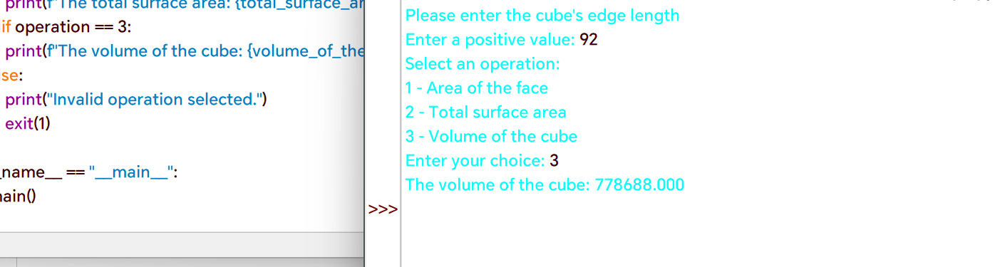 print(f"The total surface area: {total_surface_ar
if operation == 3:
print(f"The volume of the cube: {volume_of_the
se:
print("Invalid operation selected.")
exit(1)
_name__ == "__main__":
ain()
Please enter the cube's edge length
Enter a positive value: 92
Select an operation:
1 - Area of the face
2 - Total surface area
3 - Volume of the cube
Enter your choice: 3
The volume of the cube: 778688.000
>>>